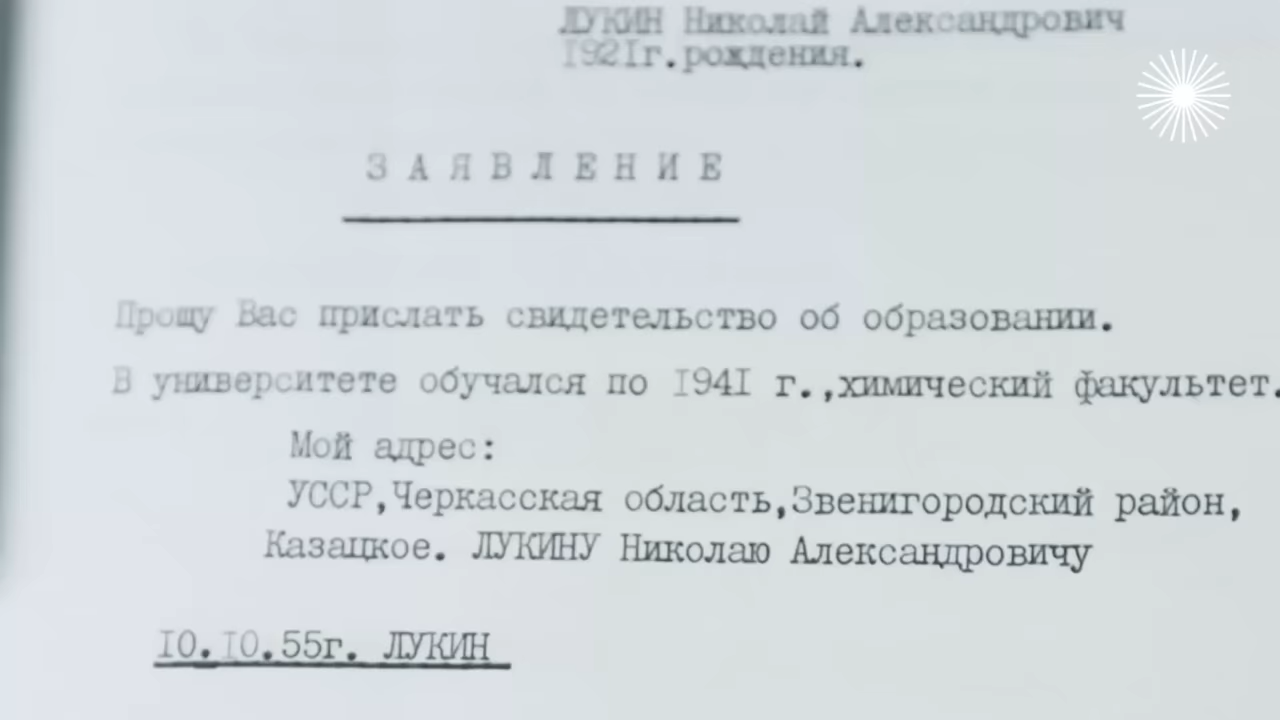 ЛУКИН Николай Александрович
1921г.рождения.
ЗАЯВЛЕНИЕ
Прощу Вас прислать свидетельство об образовании.
В университете обучался по 1941 г.,химический факультет.
Мой адрес:
УССР,Черкасская область,Звенигородский район,
Казацкое. ЛУКИНУ Николаю Александровичу
10.10.55г. ЛУКИН